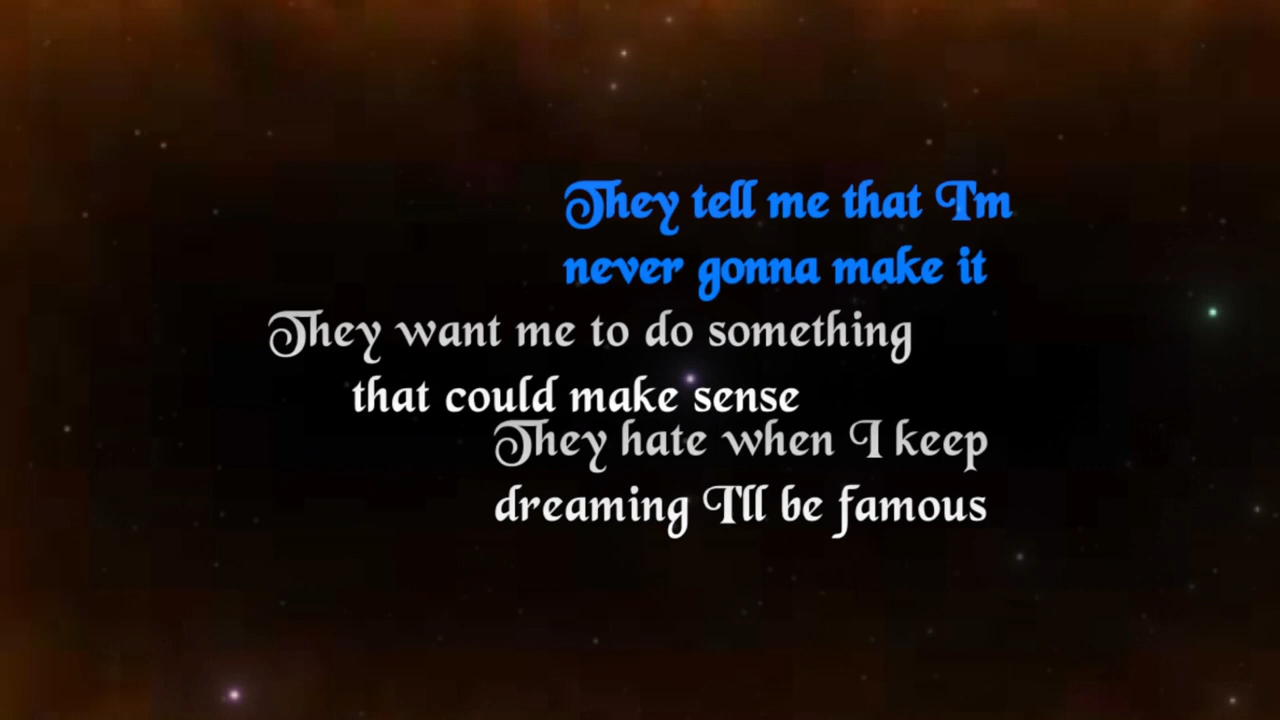 They tell me that I'm
never gonna make it
They want me to do something
that could make sense
They hate when I keep
dreaming I'll be famous